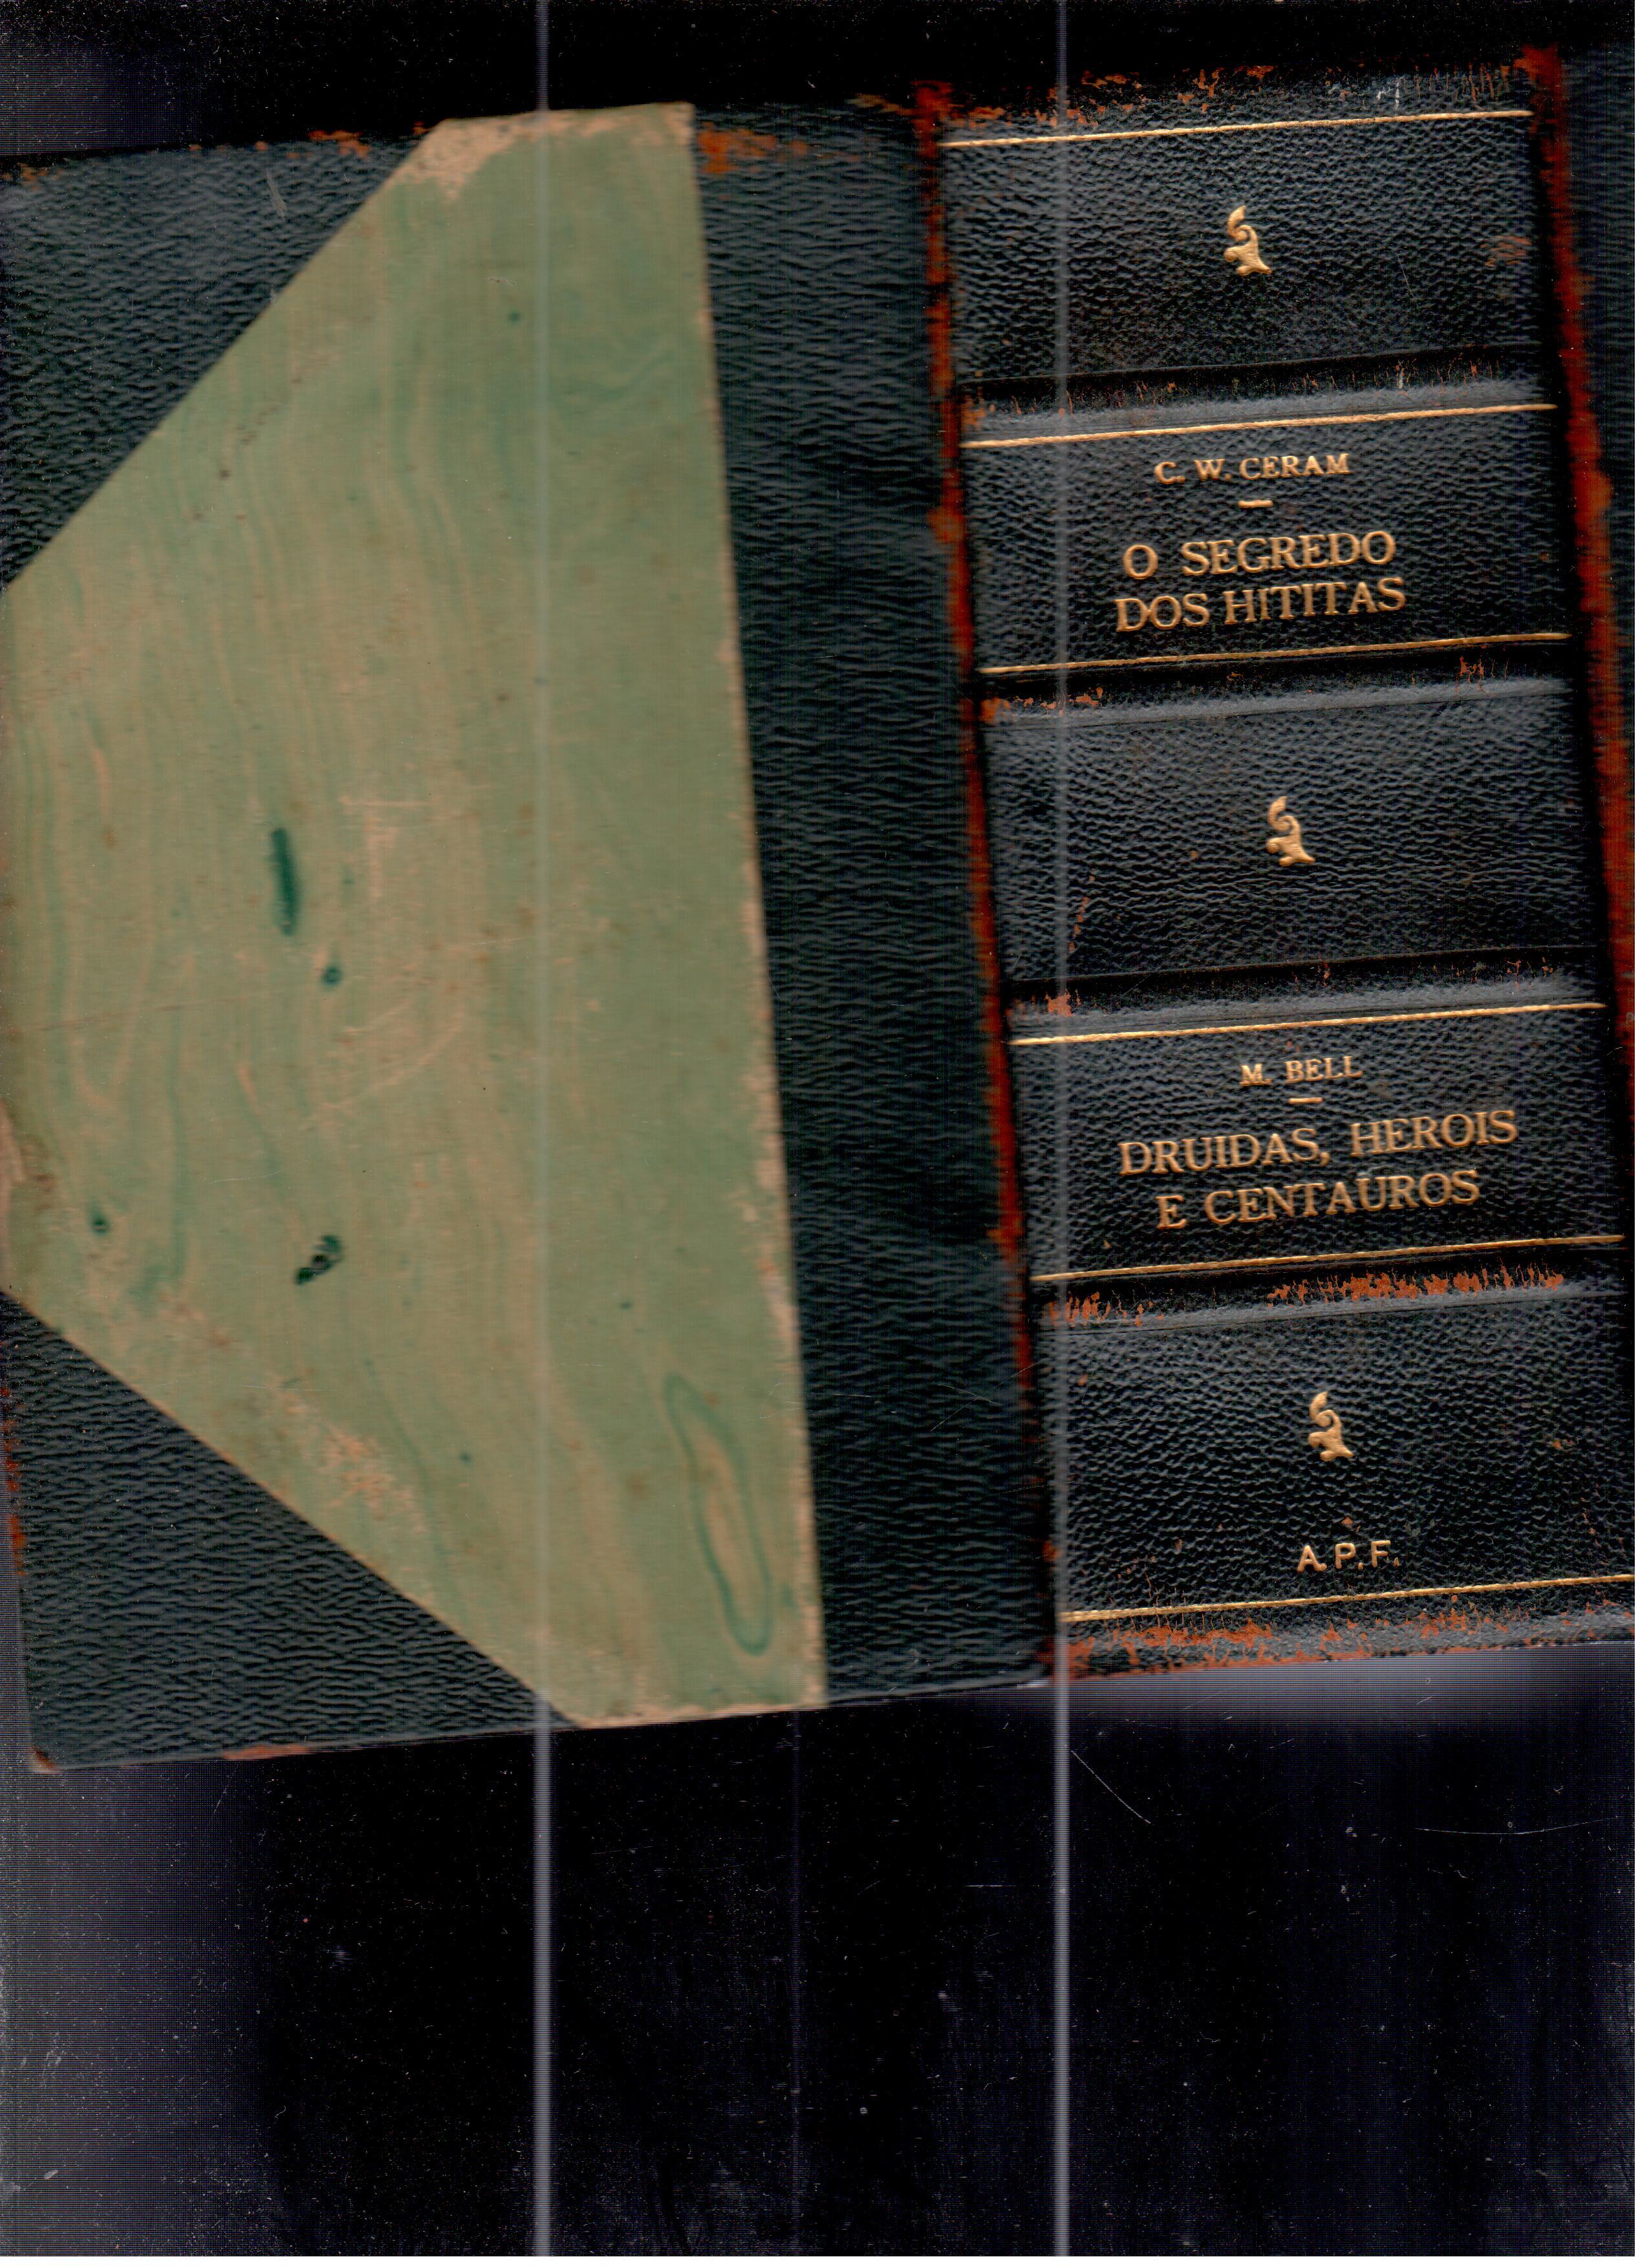 C. W. CERAM
O SEGREDO
DOS HITITAS
M. BELL
DRUIDAS, HEROIS
E CENTAUROS
A.P.F.